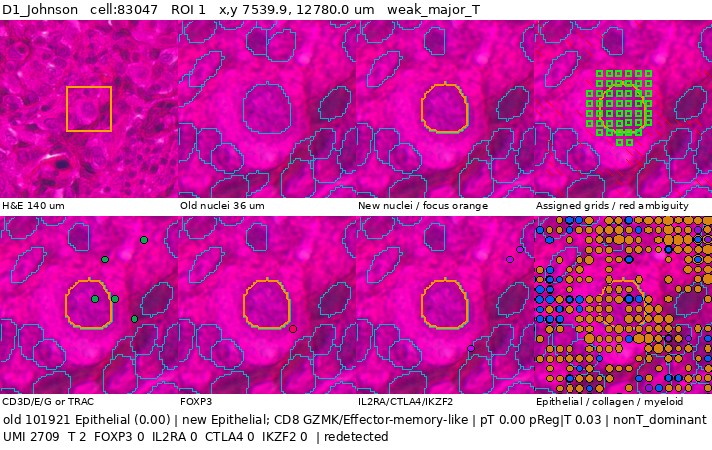 D1_Johnson   cell:83047   ROI 1   x,y 7539.9, 12780.0 um   weak_major_T
H&E 140 um
Old nuclei 36 um
New nuclei / focus orange
Assigned grids / red ambiguity
CD3D/E/G or TRAC
FOXP3
IL2RA/CTLA4/IKZF2
Epithelial / collagen / myeloid
old 101921 Epithelial (0.00) | new Epithelial; CD8 GZMK/Effector-memory-like | pT 0.00 pReg|T 0.03 | nonT_dominant
UMI 2709  T 2  FOXP3 0  IL2RA 0  CTLA4 0  IKZF2 0  | redetected